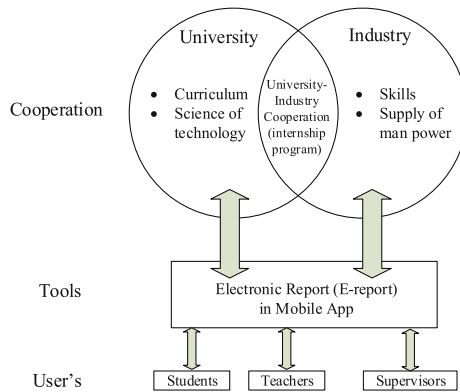 University
Industry
Cooperation
• Curriculum
• Science of
technology
University-
Industry
Cooperation
(internship
program)
• Skills
• Supply of
man power
Tools
Electronic Report (E-report)
in Mobile App
User's
Students
Teachers
Supervisors